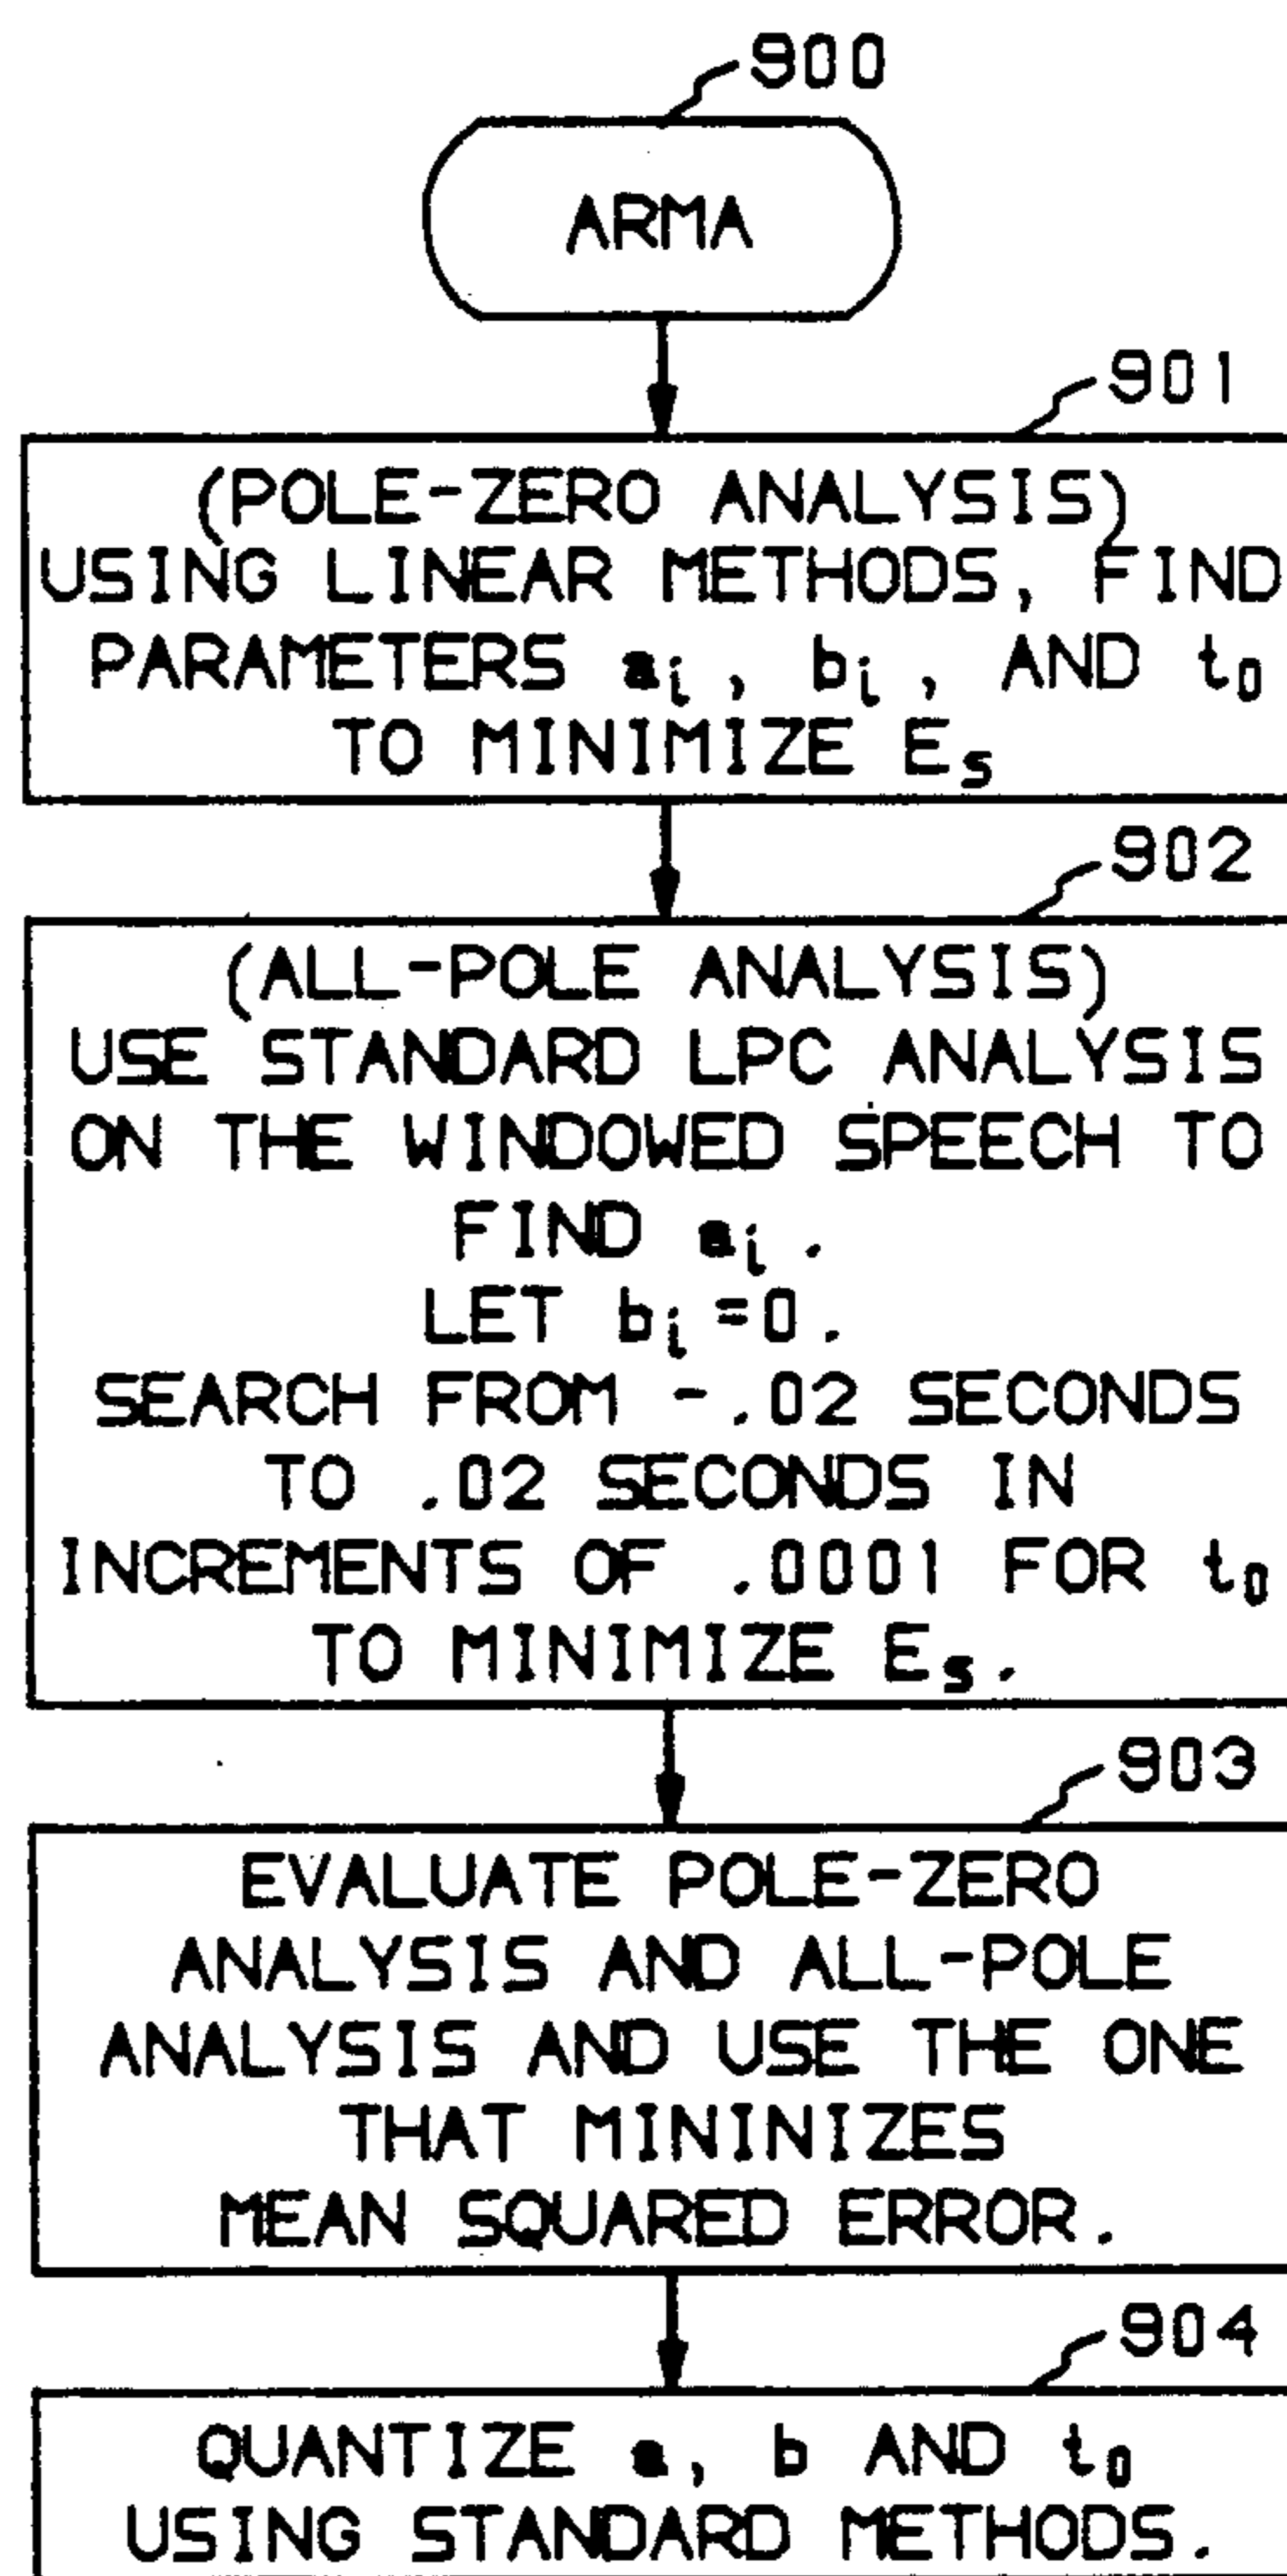 900
ARMA
901
(POLE-ZERO ANALYSIS)
USING LINEAR METHODS, FIND
PARAMETERS aᵢ, bᵢ, AND t₀
TO MINIMIZE Eₛ
902
(ALL-POLE ANALYSIS)
USE STANDARD LPC ANALYSIS
ON THE WINDOWED SPEECH TO
FIND aᵢ.
LET bᵢ=0.
SEARCH FROM -.02 SECONDS
TO .02 SECONDS IN
INCREMENTS OF .0001 FOR t₀
TO MINIMIZE Eₛ.
903
EVALUATE POLE-ZERO
ANALYSIS AND ALL-POLE
ANALYSIS AND USE THE ONE
THAT MININIZES
MEAN SQUARED ERROR.
904
QUANTIZE a, b AND t₀
USING STANDARD METHODS.